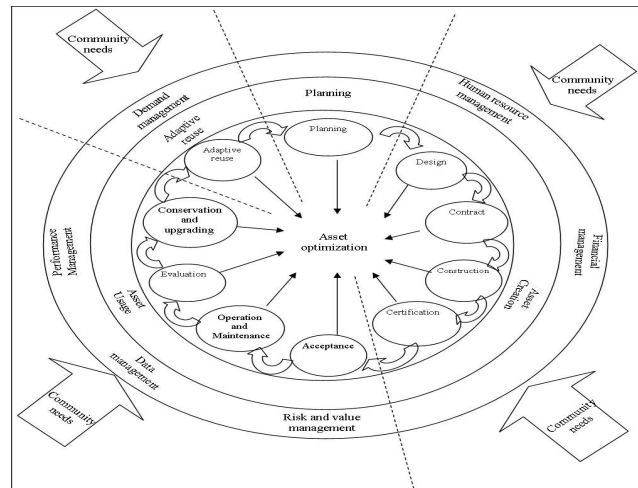 Community
needs
Community
needs
Demand
management
Planning
Human resource
management
Adaptive reuse
Planning
Adaptive
reuse
Design
Conservation and
upgrading
Contract
Asset
optimization
Performance
Management
Financial
management
Evaluation
Construction
Asset
Usage
Asset
Creation
Operation and
Maintenance
Certification
Acceptance
Data
management
Risk and value
management
Community
needs
Community
needs